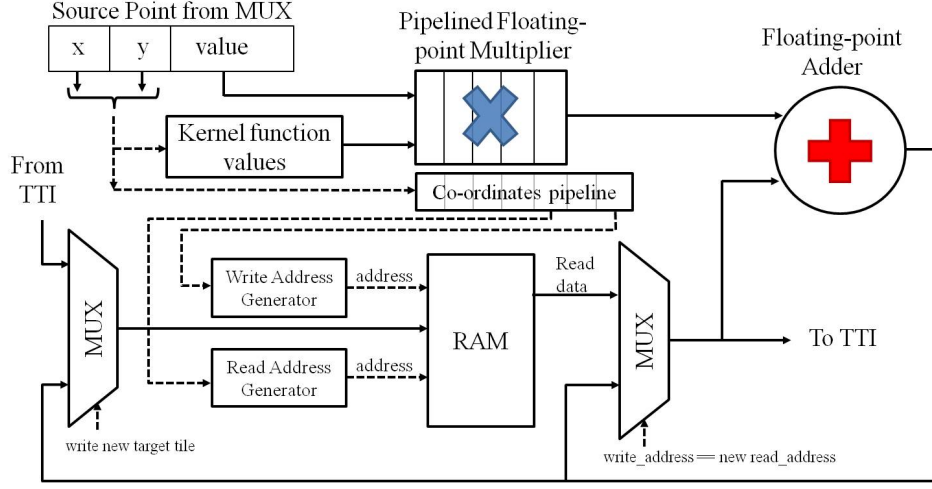 Source Point from MUX
x y value
Pipelined Floating-
point Multiplier
Floating-point
Adder
Kernel function
values
From
TTI
Co-ordinates pipeline
Write Address
Generator
address
Read
data
MUX
RAM
MUX
To TTI
Read Address
Generator
address
write new target tile
write_address == new read_address